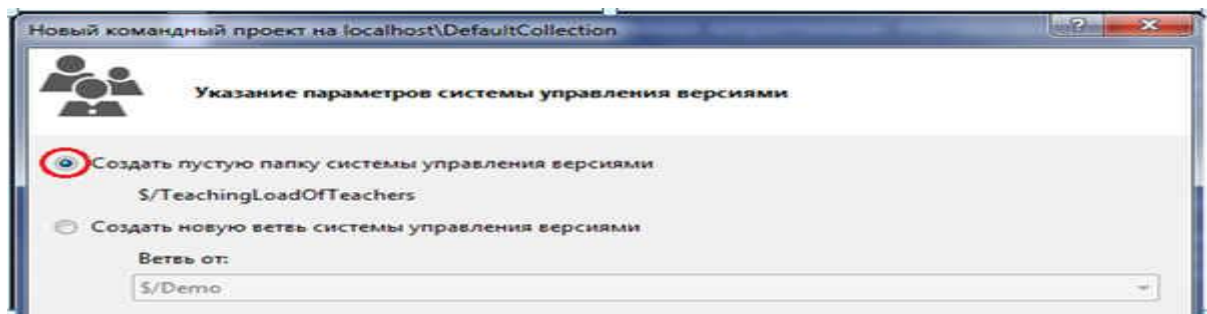 Новый командный проект на localhost\DefaultCollection
Указание параметров системы управления версиями
Создать пустую папку системы управления версиями
$/TeachingLoadOfTeachers
Создать новую ветвь системы управления версиями
Ветвь от:
$/Demo